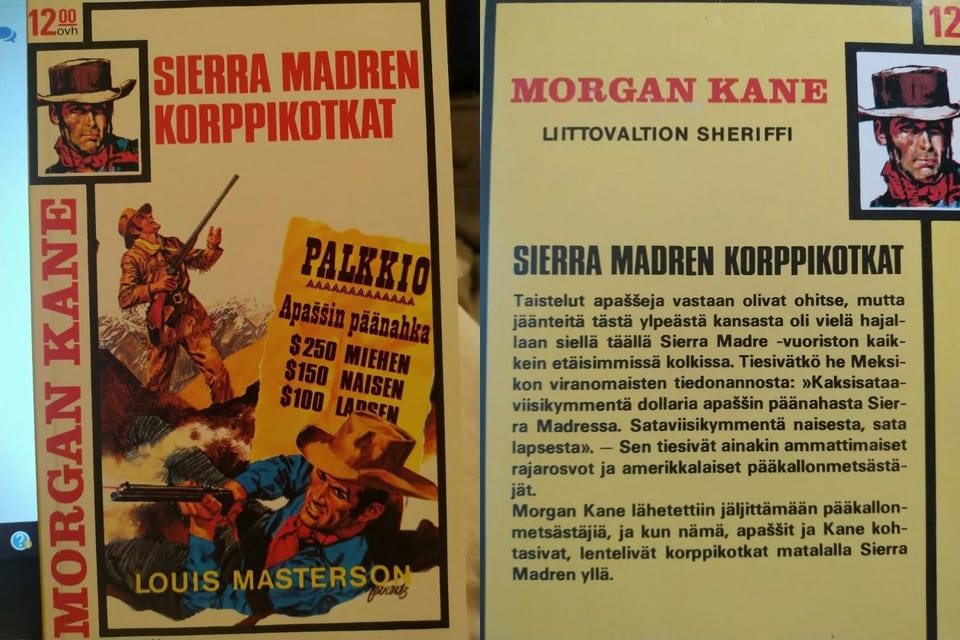 12 00
ovh
SIERRA MADREN
KORPPIKOTKAT
MORGAN KANE
PALKKIO
Apaššin päänahka
$250 MIEHEN
$150 NAISEN
$100 LAPSEN
LOUIS MASTERSON
12
MORGAN KANE
LIITTOVALTION SHERIFFI
SIERRA MADREN KORPPIKOTKAT
Taistelut apaššeja vastaan olivat ohitse, mutta
jäänteitä tästä ylpeästä kansasta oli vielä hajal-
laan siellä täällä Sierra Madre -vuoriston kaik-
kein etäisimmissä kolkissa. Tiesivätkö he Meksi-
kon viranomaisten tiedonannosta: »Kaksisataa-
viisikymmentä dollaria apaššin päänahasta Sier-
ra Madressa. Sataviisikymmentä naisesta, sata
lapsesta». — Sen tiesivät ainakin ammattimaiset
rajarosvot ja amerikkalaiset pääkallonmetsästä-
jät.
Morgan Kane lähetettiin jäljittämään pääkallon-
metsästäjiä, ja kun nämä, apaššit ja Kane koh-
tasivat, lentelivät korppikotkat matalalla Sierra
Madren yllä.